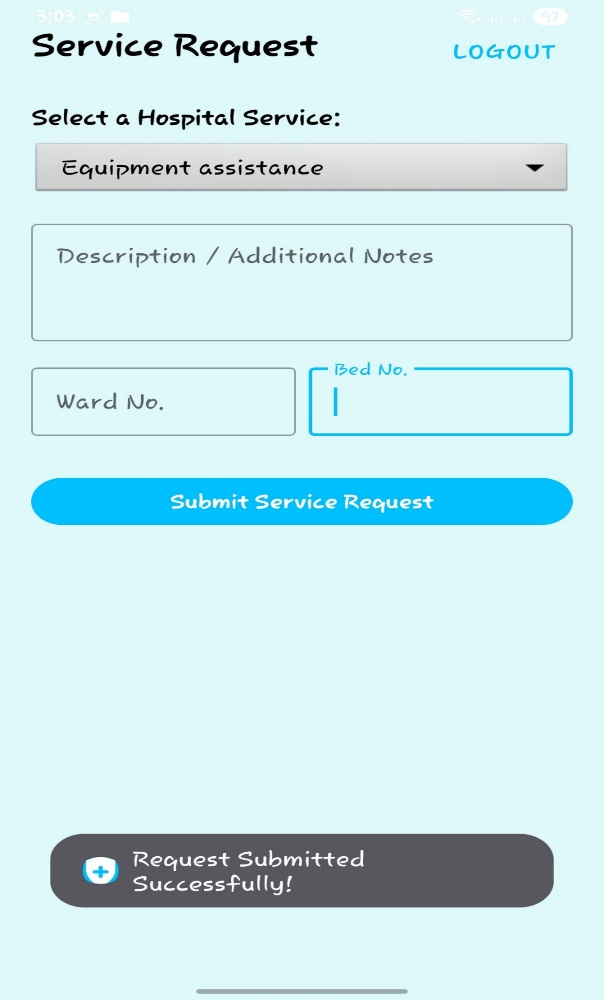 3:03
97
Service Request
LOGOUT
Select a Hospital Service:
Equipment assistance
Description / Additional Notes
Bed No.
Ward No.
Submit Service Request
Request Submitted
Successfully!